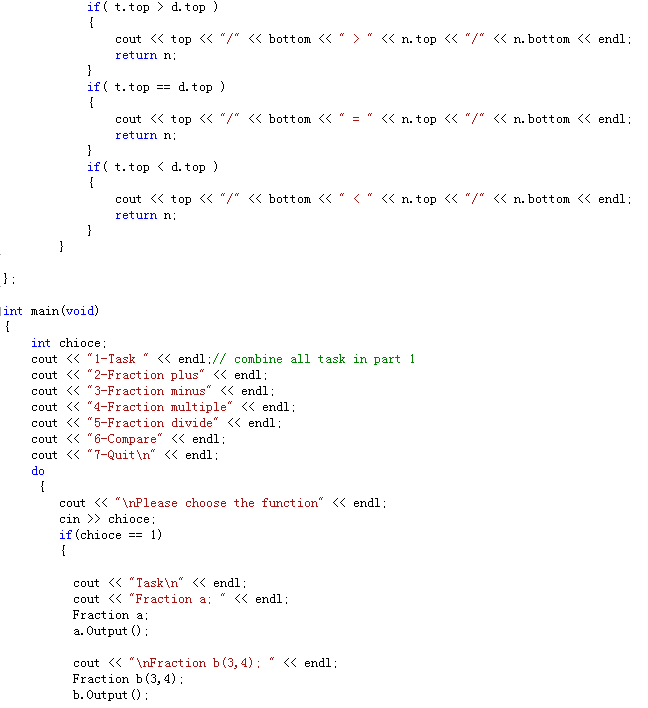 if( t.top > d.top )
{
cout << top << "/" << bottom << " > " << n.top << "/" << n.bottom << endl;
return n;
}
if( t.top == d.top )
{
cout << top << "/" << bottom << " = " << n.top << "/" << n.bottom << endl;
return n;
}
if( t.top < d.top )
{
cout << top << "/" << bottom << " < " << n.top << "/" << n.bottom << endl;
return n;
}
}
};
int main(void)
{
int chioce;
cout << "1-Task " << endl;// combine all task in part 1
cout << "2-Fraction plus" << endl;
cout << "3-Fraction minus" << endl;
cout << "4-Fraction multiple" << endl;
cout << "5-Fraction divide" << endl;
cout << "6-Compare" << endl;
cout << "7-Quit\n" << endl;
do
{
cout << "\nPlease choose the function" << endl;
cin >> chioce;
if(chioce == 1)
{
cout << "Task\n" << endl;
cout << "Fraction a; " << endl;
Fraction a;
a.Output();
cout << "\nFraction b(3,4); " << endl;
Fraction b(3,4);
b.Output();